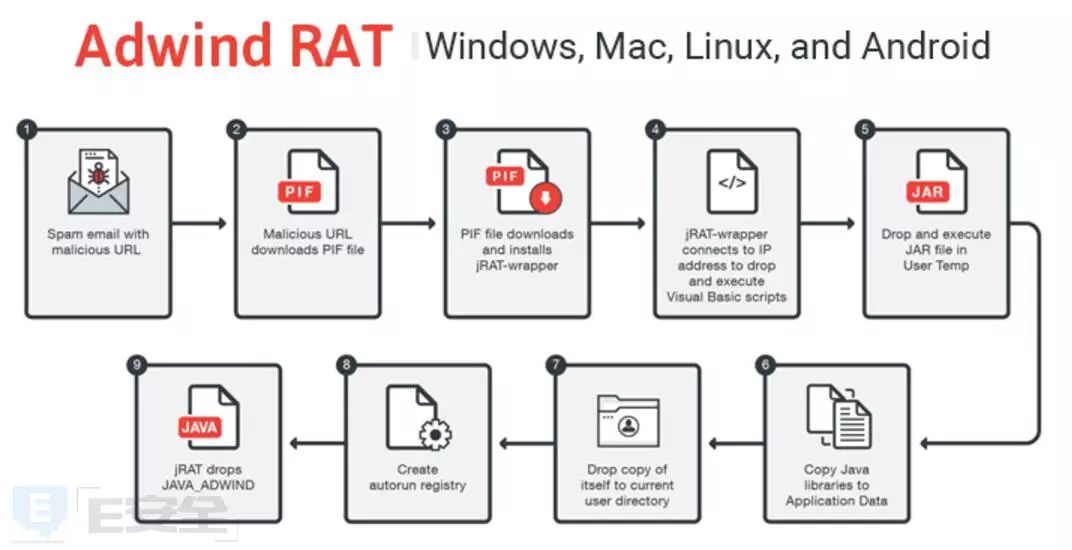 Adwind RAT Windows, Mac, Linux, and Android
1
Spam email with
malicious URL
2
PIF
Malicious URL
downloads PIF file
3
PIF
PIF file downloads
and installs
jRAT-wrapper
4
</>
jRAT-wrapper
connects to IP
address to drop
and execute
Visual Basic scripts
5
JAR
Drop and execute
JAR file in
User Temp
6
Copy Java
libraries to
Application Data
7
Drop copy of
itself to current
user directory
8
Create
autorun registry
9
JAVA
jRAT drops
JAVA_ADWIND
E E安全